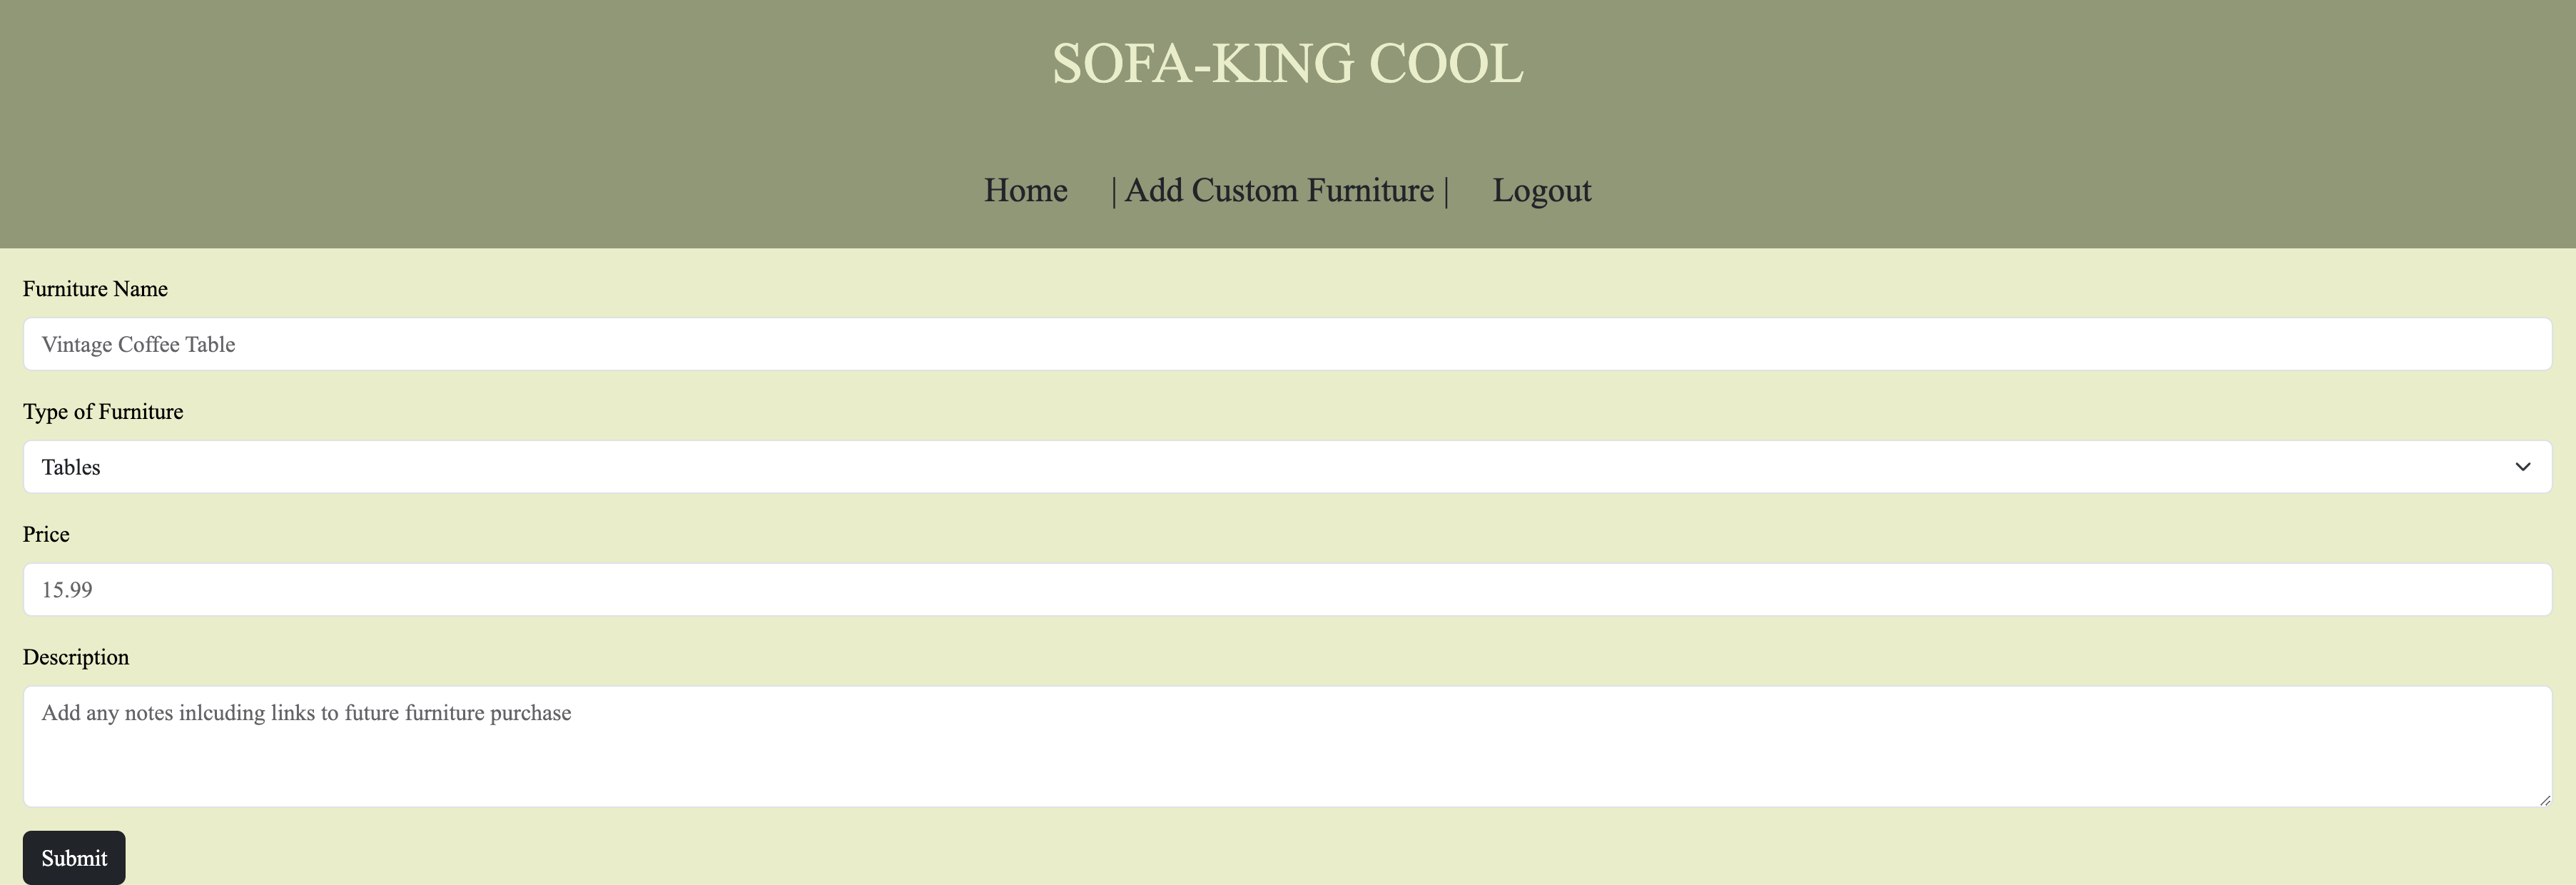 SOFA-KING COOL
Home | Add Custom Furniture | Logout
Furniture Name
Vintage Coffee Table
Type of Furniture
Tables
Price
15.99
Description
Add any notes inlcuding links to future furniture purchase
Submit